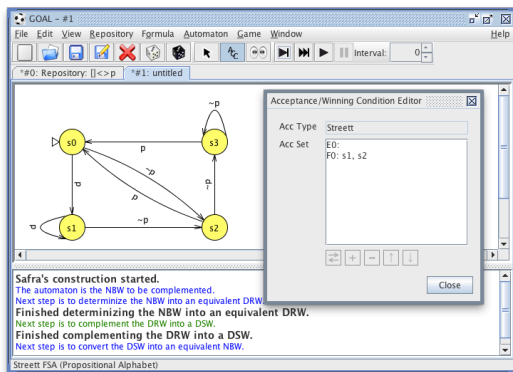 GOAL - #1
File Edit View Repository Formula Automaton Game Window Help
Interval: 0
*#0: Repository: []<>p *#1: untitled
Acceptance/Winning Condition Editor
Acc Type Streett
Acc Set E0:
F0: s1, s2
Close
~p
s0 p s3
p ~p p ~p
p s1 ~p s2
Safra's construction started.
The automaton is the NBW to be complemented.
Next step is to determinize the NBW into an equivalent DRW.
Finished determinizing the NBW into an equivalent DRW.
Next step is to complement the DRW into a DSW.
Finished complementing the DRW into a DSW.
Next step is to convert the DSW into an equivalent NBW.
Streett FSA (Propositional Alphabet)